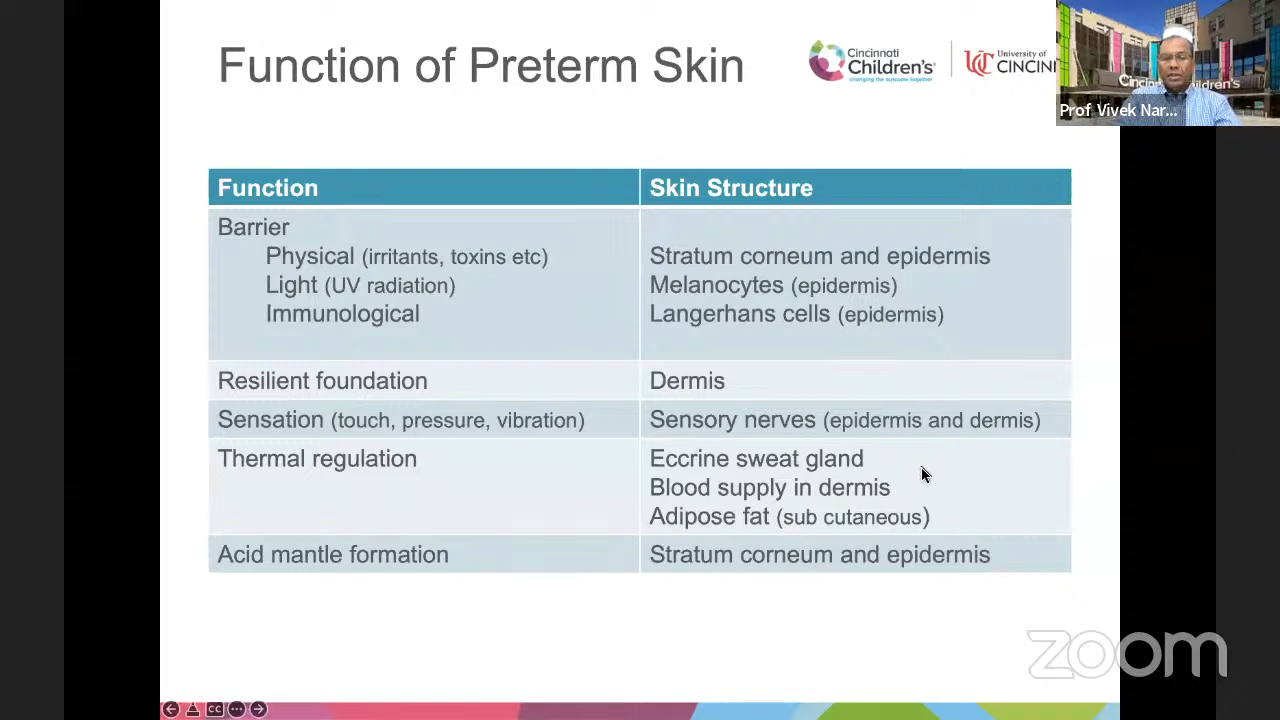 Function of Preterm Skin
Cincinnati
Children's
changing the outcome together
University of
CINCINI
Cincinnati Children's
Prof Vivek Nar...
Function
Skin Structure
Barrier
Physical (irritants, toxins etc)
Stratum corneum and epidermis
Light (UV radiation)
Melanocytes (epidermis)
Immunological
Langerhans cells (epidermis)
Resilient foundation
Dermis
Sensation (touch, pressure, vibration)
Sensory nerves (epidermis and dermis)
Thermal regulation
Eccrine sweat gland
Blood supply in dermis
Adipose fat (sub cutaneous)
Acid mantle formation
Stratum corneum and epidermis
zoom
CC